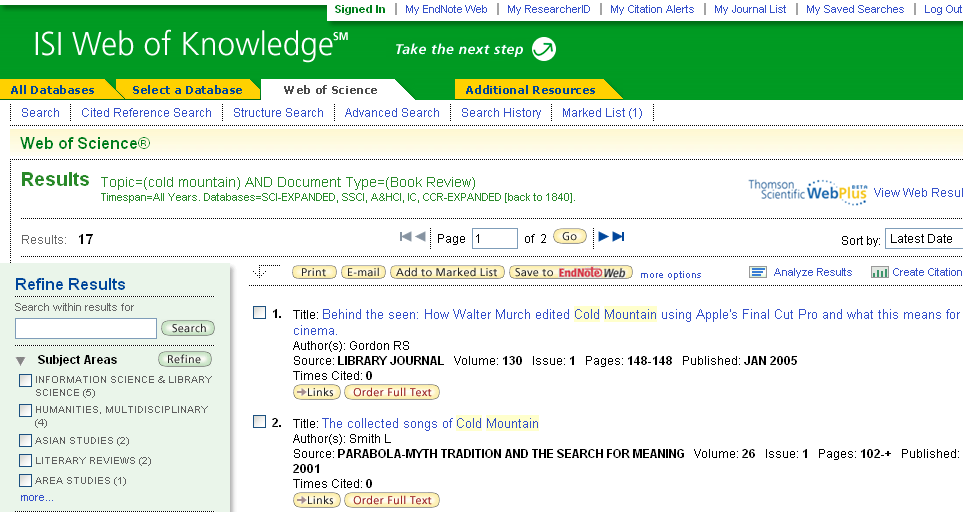 Signed In | My EndNote Web | My ResearcherID | My Citation Alerts | My Journal List | My Saved Searches | Log Out
ISI Web of Knowledge℠ Take the next step
All Databases Select a Database Web of Science Additional Resources
Search Cited Reference Search Structure Search Advanced Search Search History Marked List (1)
Web of Science®
Results Topic=(cold mountain) AND Document Type=(Book Review)
Timespan=All Years. Databases=SCI-EXPANDED, SSCI, A&HCI, IC, CCR-EXPANDED [back to 1840].
Thomson Scientific WebPlus BETA View Web Resul
Results: 17 Page 1 of 2 Go Sort by: Latest Date
Print E-mail Add to Marked List Save to EndNote Web more options Analyze Results Create Citation
Refine Results
Search within results for
Search
Subject Areas Refine
INFORMATION SCIENCE & LIBRARY
SCIENCE (5)
HUMANITIES, MULTIDISCIPLINARY
(4)
ASIAN STUDIES (2)
LITERARY REVIEWS (2)
AREA STUDIES (1)
more...
1. Title: Behind the seen: How Walter Murch edited Cold Mountain using Apple's Final Cut Pro and what this means for
cinema.
Author(s): Gordon RS
Source: LIBRARY JOURNAL Volume: 130 Issue: 1 Pages: 148-148 Published: JAN 2005
Times Cited: 0
Links Order Full Text
2. Title: The collected songs of Cold Mountain
Author(s): Smith L
Source: PARABOLA-MYTH TRADITION AND THE SEARCH FOR MEANING Volume: 26 Issue: 1 Pages: 102-+ Published:
2001
Times Cited: 0
Links Order Full Text